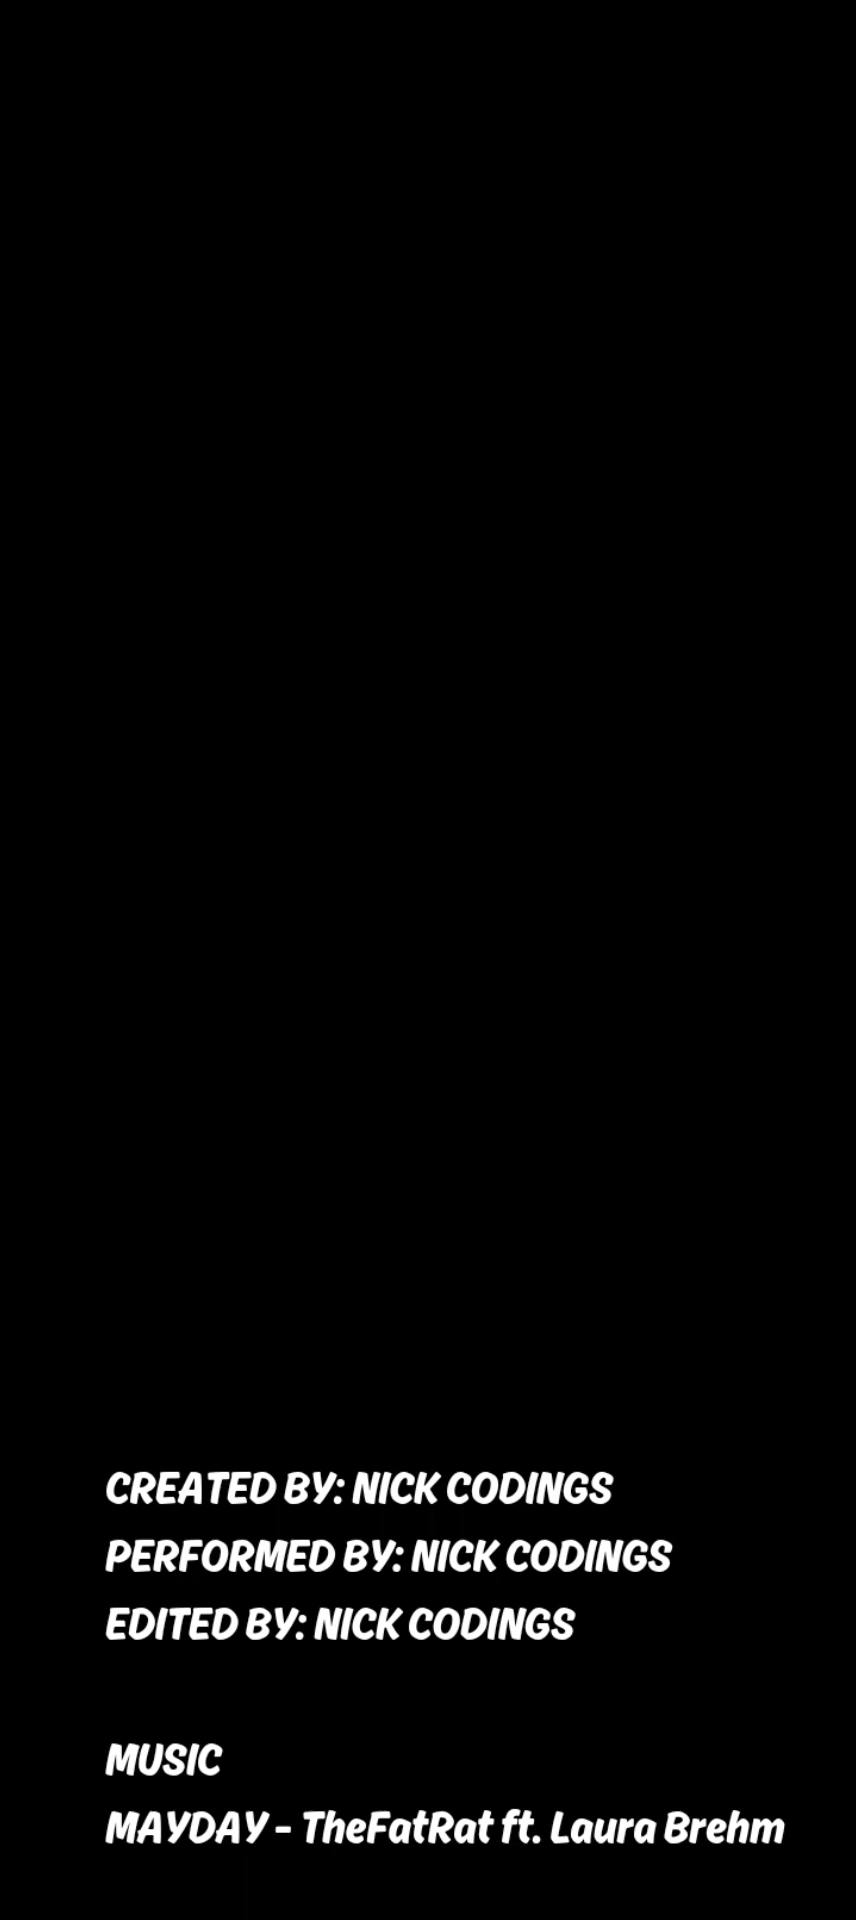 CREATED BY: NICK CODINGS
PERFORMED BY: NICK CODINGS
EDITED BY: NICK CODINGS
MUSIC
MAYDAY - TheFatRat ft. Laura Brehm